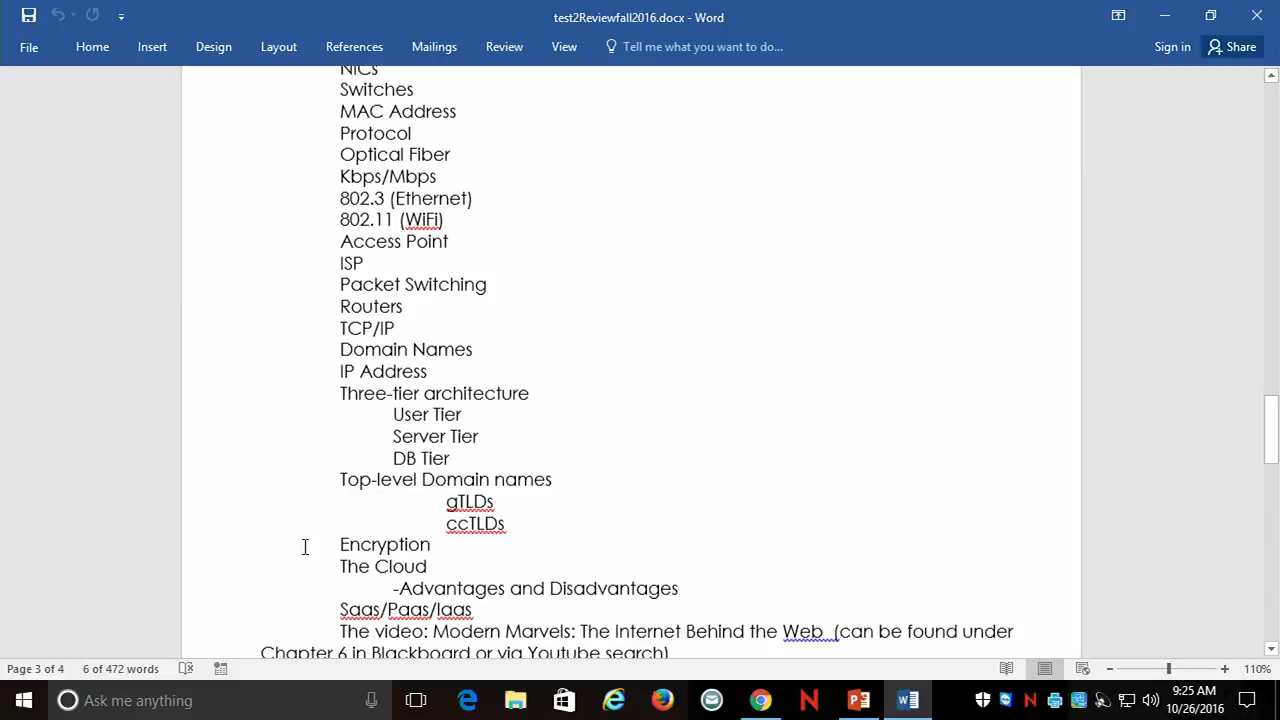 test2Reviewfall2016.docx - Word
File Home Insert Design Layout References Mailings Review View Tell me what you want to do... Sign in Share
NICs
Switches
MAC Address
Protocol
Optical Fiber
Kbps/Mbps
802.3 (Ethernet)
802.11 (WiFi)
Access Point
ISP
Packet Switching
Routers
TCP/IP
Domain Names
IP Address
Three-tier architecture
User Tier
Server Tier
DB Tier
Top-level Domain names
gTLDs
ccTLDs
Encryption
The Cloud
-Advantages and Disadvantages
Saas/Paas/Iaas
The video: Modern Marvels: The Internet Behind the Web (can be found under
Chapter 6 in Blackboard or via Youtube search)
Page 3 of 4 6 of 472 words 110%
Ask me anything 9:25 AM
10/26/2016